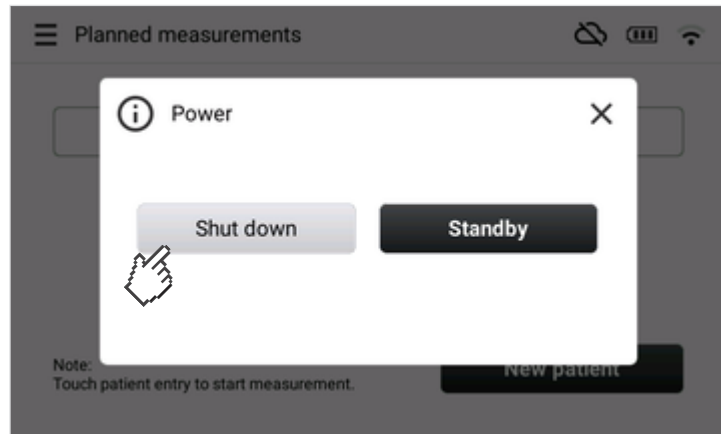 Planned measurements
Power
Shut down
Standby
Note:
Touch patient entry to start measurement.
New patient